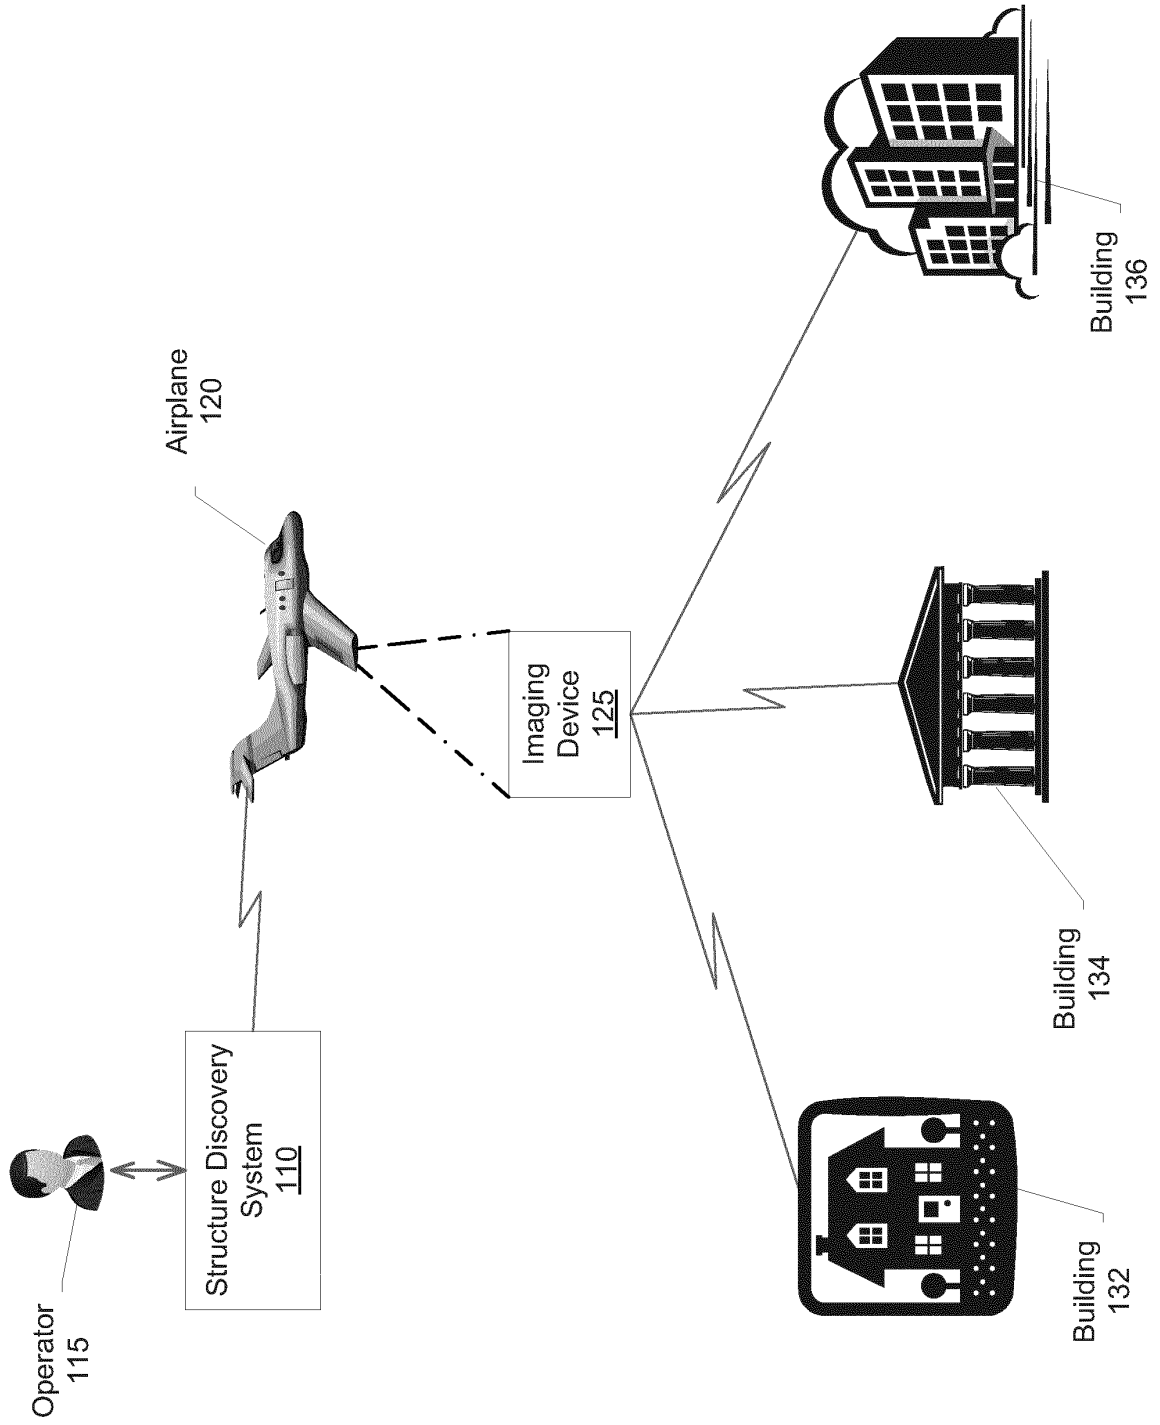 Operator
115
Structure Discovery
System
110
Airplane
120
Imaging
Device
125
Building
132
Building
134
Building
136